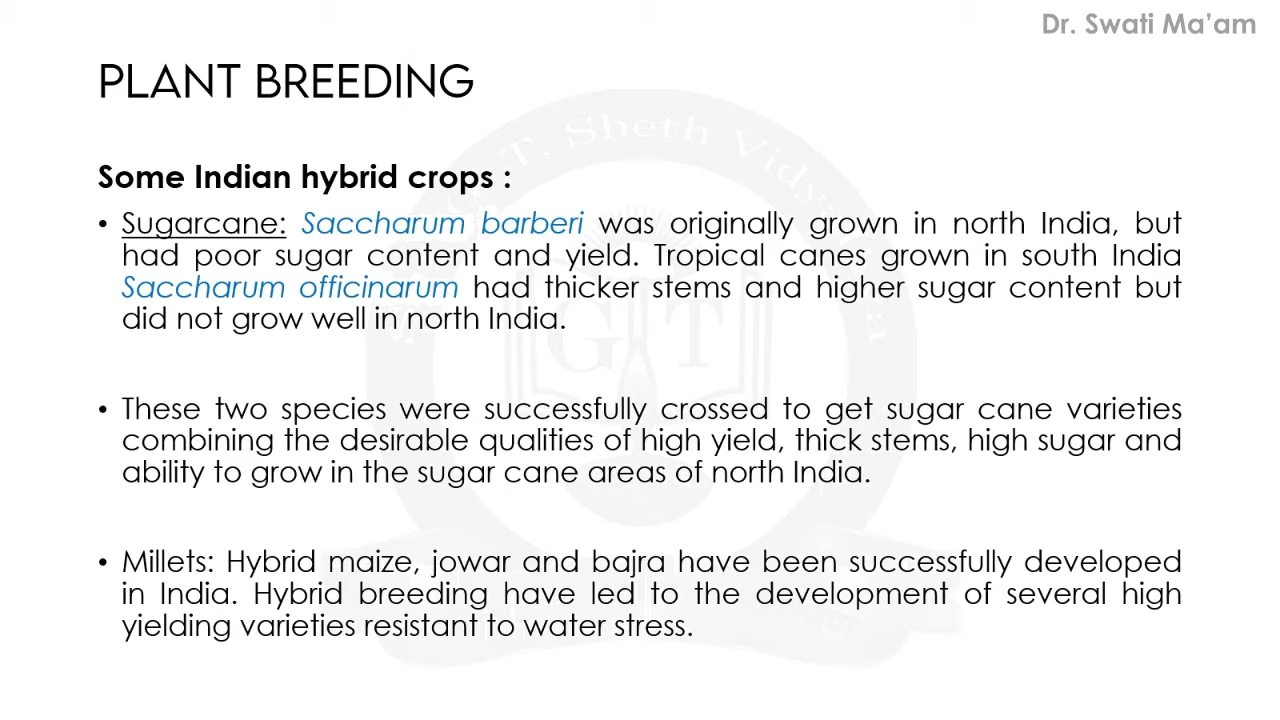 Dr. Swati Ma’am
PLANT BREEDING
Some Indian hybrid crops :
• Sugarcane: Saccharum barberi was originally grown in north India, but
had poor sugar content and yield. Tropical canes grown in south India
Saccharum officinarum had thicker stems and higher sugar content but
did not grow well in north India.
• These two species were successfully crossed to get sugar cane varieties
combining the desirable qualities of high yield, thick stems, high sugar and
ability to grow in the sugar cane areas of north India.
• Millets: Hybrid maize, jowar and bajra have been successfully developed
in India. Hybrid breeding have led to the development of several high
yielding varieties resistant to water stress.
G.T. Sheth Vidy
GT